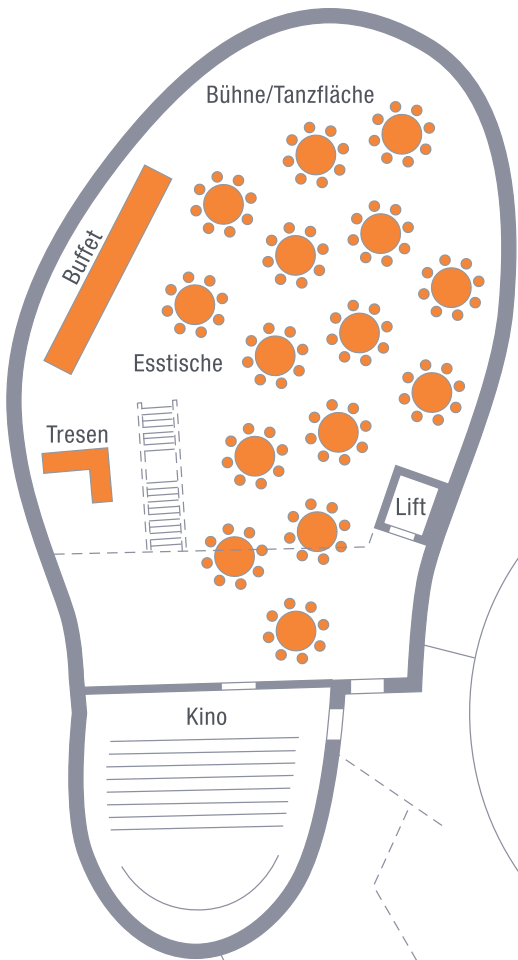 Bühne/Tanzfläche
Buffet
Esstische
Tresen
Lift
Kino